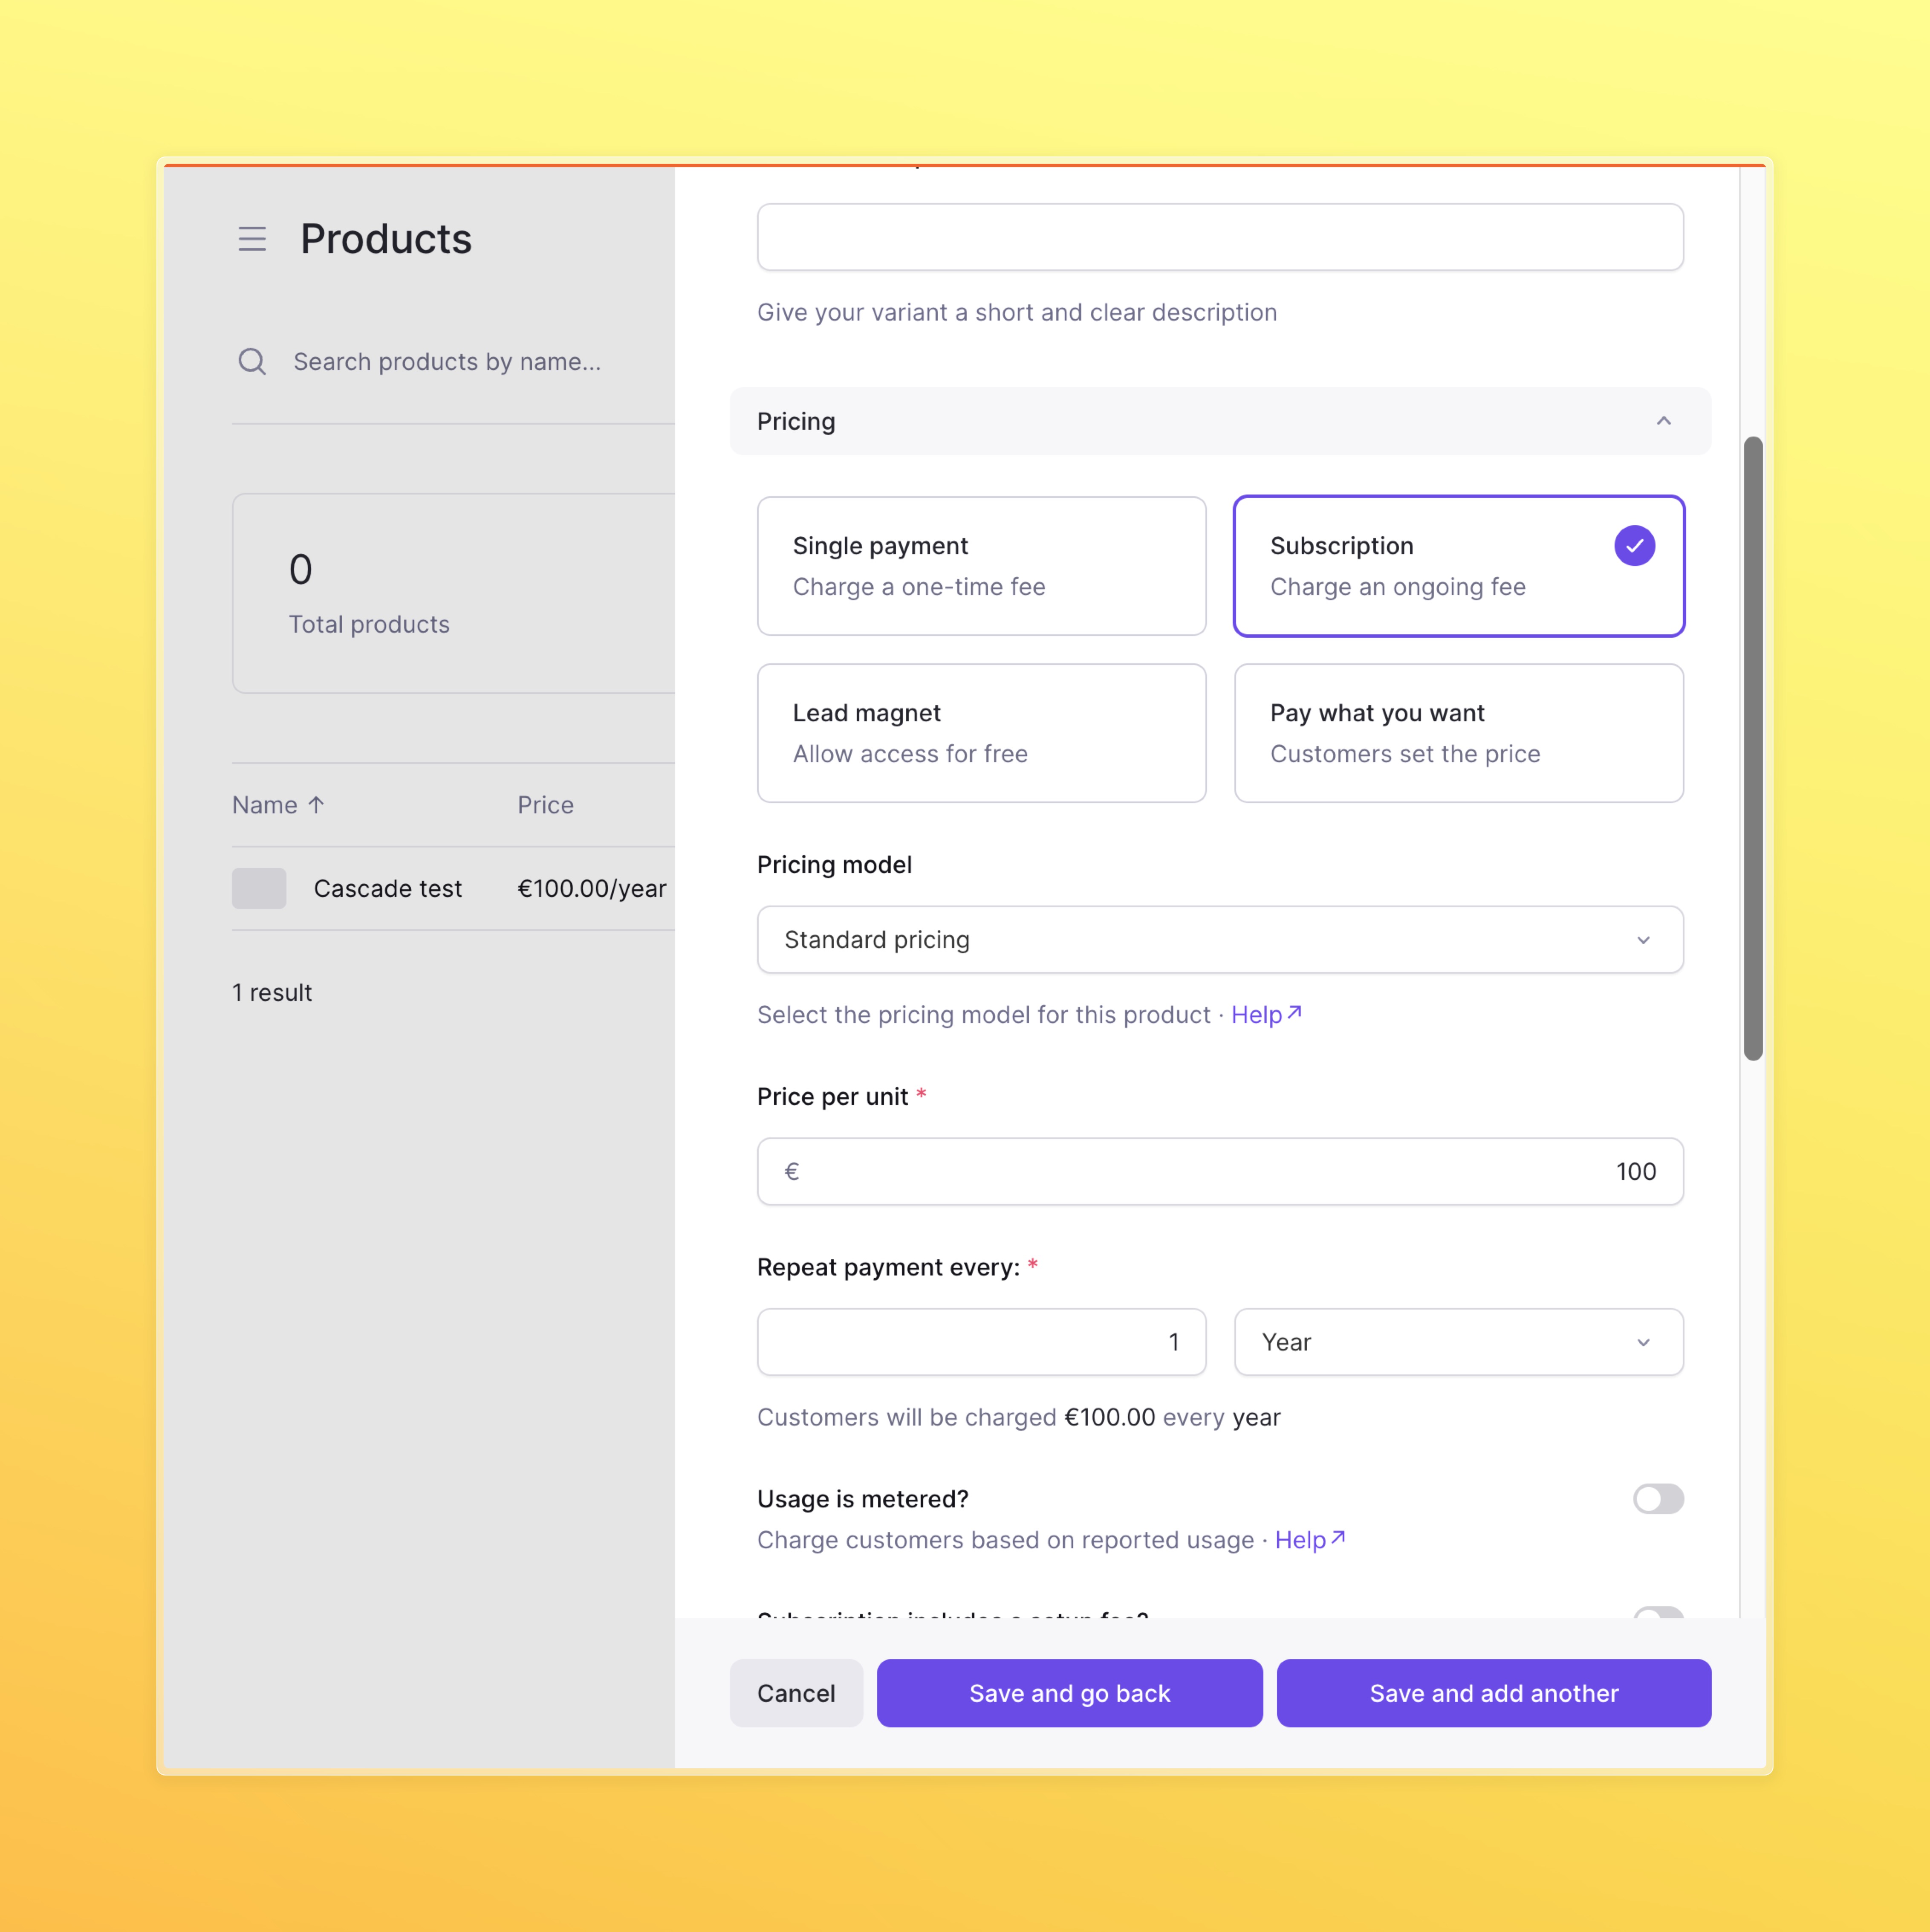 Products
Search products by name...
0
Total products
Name ↑ Price
Cascade test €100.00/year
1 result
Give your variant a short and clear description
Pricing
Single payment
Charge a one-time fee
Subscription
Charge an ongoing fee
Lead magnet
Allow access for free
Pay what you want
Customers set the price
Pricing model
Standard pricing
Select the pricing model for this product · Help↗
Price per unit *
€ 100
Repeat payment every: *
1 Year
Customers will be charged €100.00 every year
Usage is metered?
Charge customers based on reported usage · Help↗
Subscription includes a setup fee?
Cancel
Save and go back
Save and add another